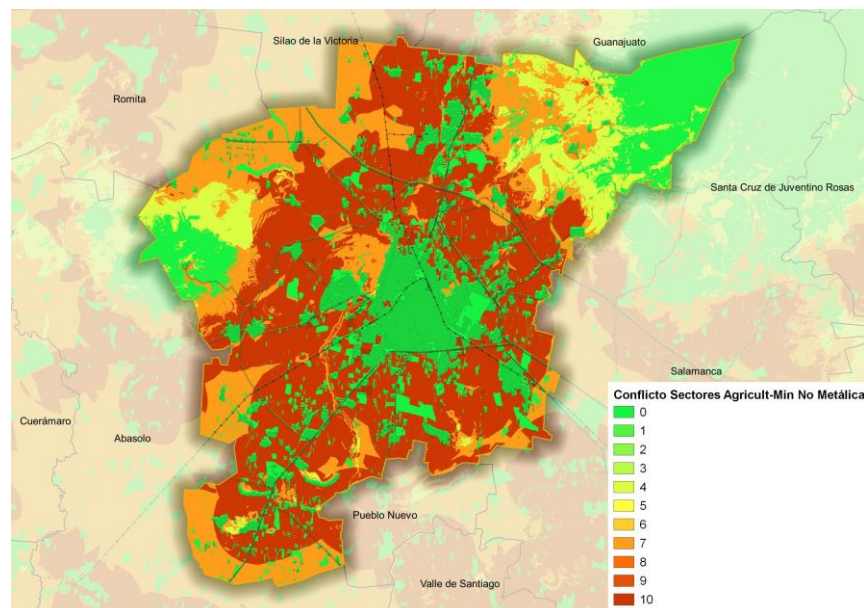 Silao de la Victoria
Guanajuato
Romita
Santa Cruz de Juventino Rosas
Salamanca
Cuerámaro
Abasolo
Pueblo Nuevo
Valle de Santiago
Conflicto Sectores Agricult-Min No Metálica
0
1
2
3
4
5
6
7
8
9
10